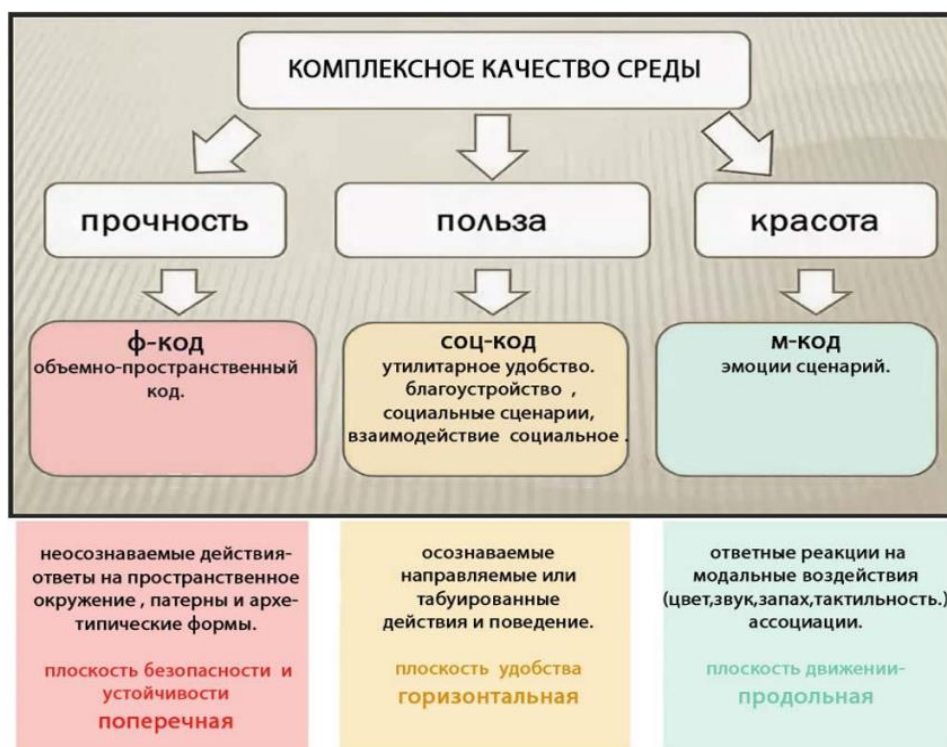 КОМПЛЕКСНОЕ КАЧЕСТВО СРЕДЫ
прочность
польза
красота
ф-код
объемно-пространственный
код.
соц-код
утилитарное удобство.
благоустройство ,
социальные сценарии,
взаимодействие социальное .
м-код
эмоции сценарий.
неосознаваемые действия-
ответы на пространственное
окружение , патерны и архе-
типические формы.
плоскость безопасности и
устойчивости
поперечная
осознаваемые
направляемые или
табуированные
действия и поведение.
плоскость удобства
горизонтальная
ответные реакции на
модальные воздействия
(цвет,звук,запах,тактильность.)
ассоциации.
плоскость движении-
продольная